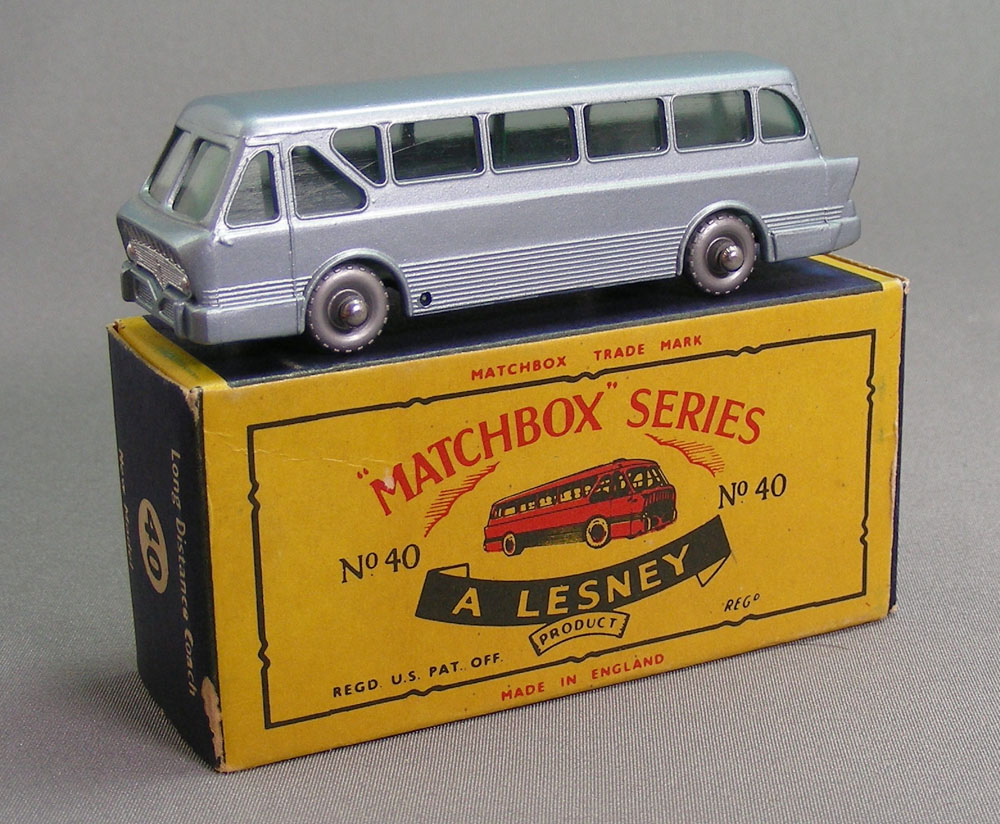 MATCHBOX TRADE MARK
"MATCHBOX" SERIES
Nº 40
Nº 40
A LESNEY
PRODUCT
REGD
REGD. U.S. PAT. OFF.
MADE IN ENGLAND
Long Distance Coach
40